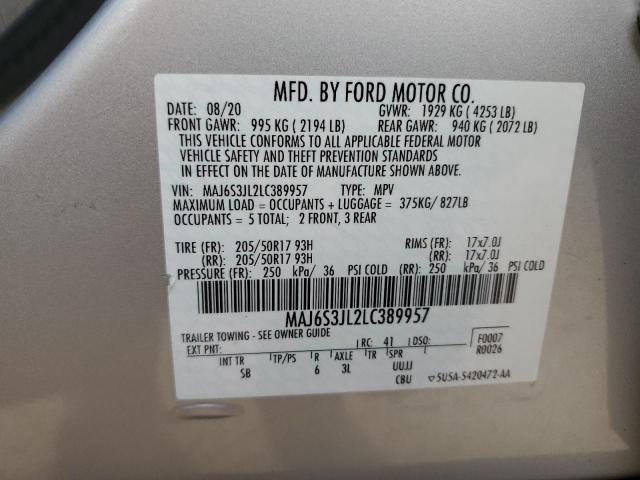 MFD. BY FORD MOTOR CO.
DATE: 08/20 GVWR: 1929 KG ( 4253 LB)
FRONT GAWR: 995 KG ( 2194 LB) REAR GAWR: 940 KG ( 2072 LB)
THIS VEHICLE CONFORMS TO ALL APPLICABLE FEDERAL MOTOR
VEHICLE SAFETY AND THEFT PREVENTION STANDARDS
IN EFFECT ON THE DATE OF MANUFACTURE SHOWN ABOVE.
VIN: MAJ6S3JL2LC389957 TYPE: MPV
MAXIMUM LOAD = OCCUPANTS + LUGGAGE = 375KG/ 827LB
OCCUPANTS = 5 TOTAL; 2 FRONT, 3 REAR
TIRE (FR): 205/50R17 93H RIMS (FR): 17x7.0J
(RR): 205/50R17 93H (RR): 17x7.0J
PRESSURE (FR): 250 kPa/ 36 PSI COLD (RR): 250 kPa/ 36 PSI COLD
MAJ6S3JL2LC389957
TRAILER TOWING - SEE OWNER GUIDE
EXT PNT: RC: 41 DSO: F0007
R0026
INT TR TP/PS R AXLE TR SPR
SB 6 3L UUJJ
CBU 5U5A-5420472-AA